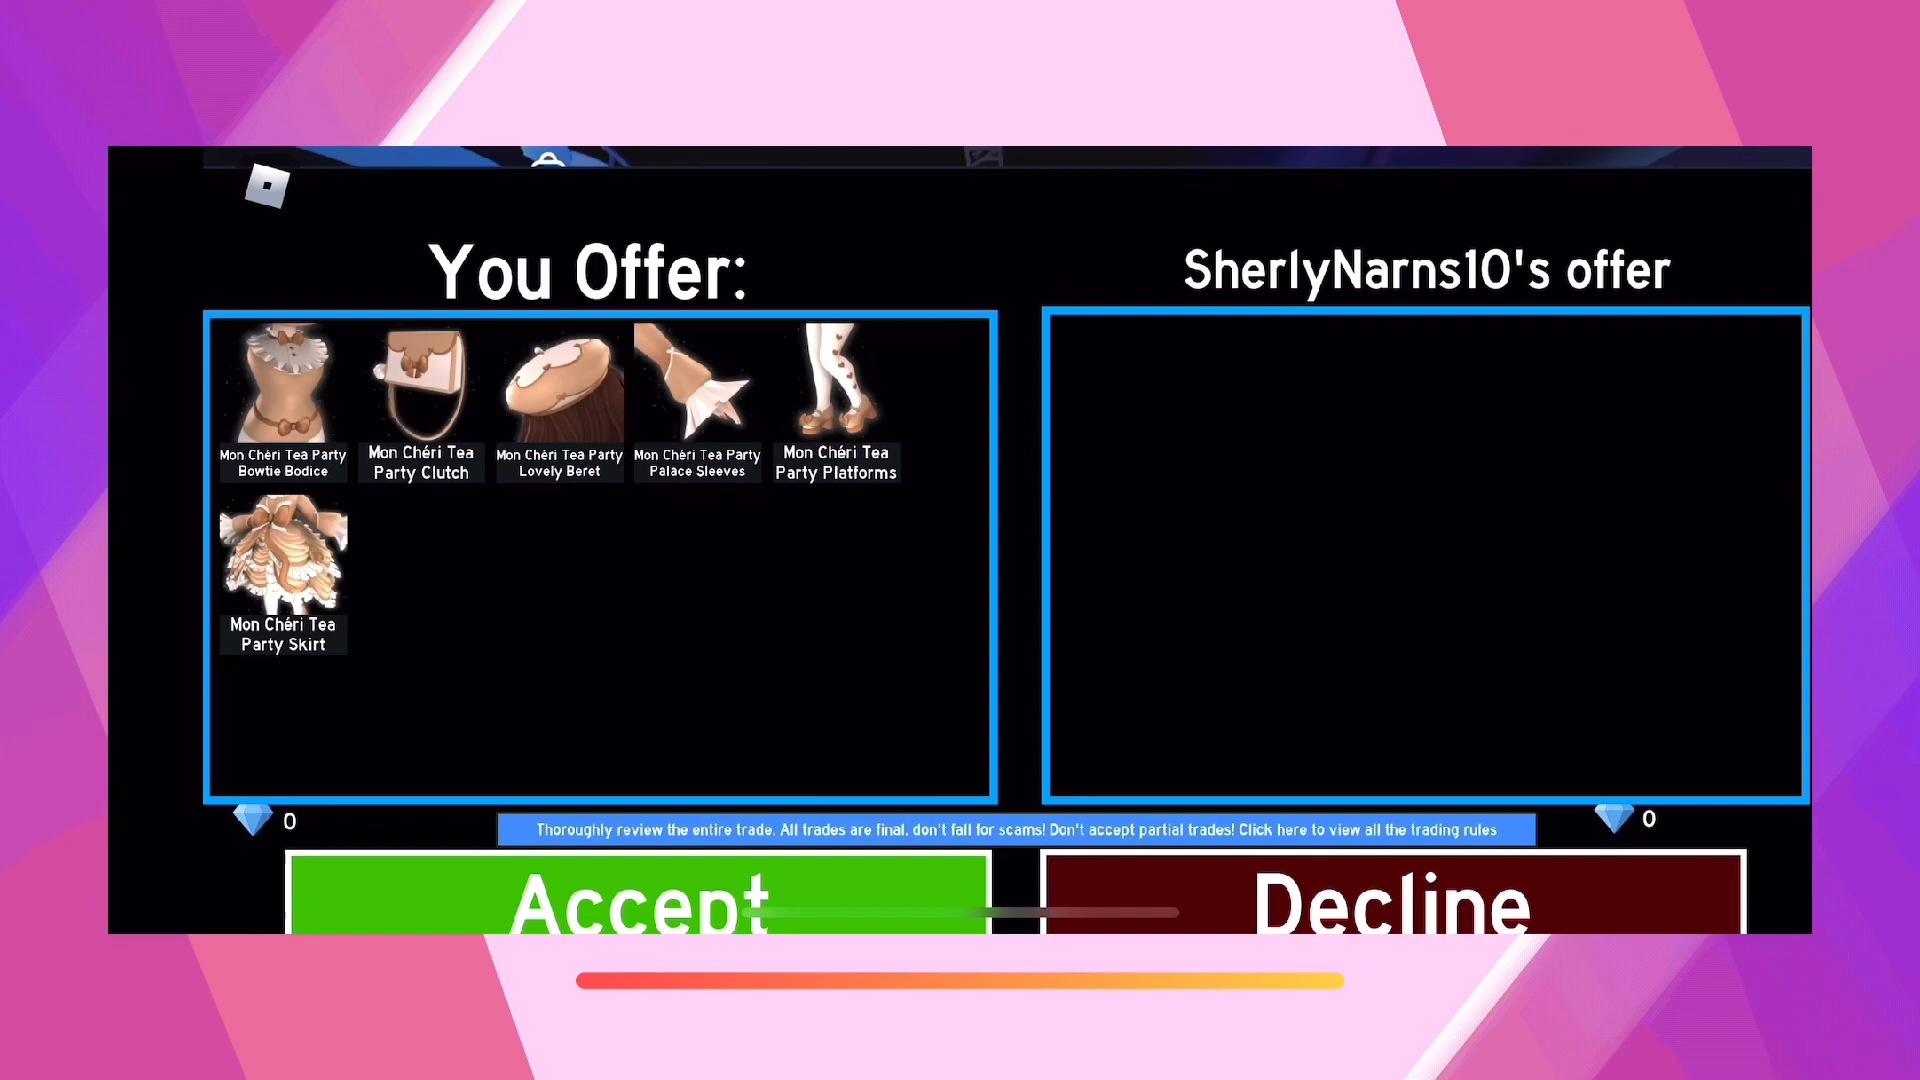 You Offer:
SherlyNarns10's offer
Mon Chéri Tea Party
Bowtie Bodice
Mon Chéri Tea
Party Clutch
Mon Chéri Tea Party
Lovely Beret
Mon Chéri Tea Party
Palace Sleeves
Mon Chéri Tea
Party Platforms
Mon Chéri Tea
Party Skirt
0
Thoroughly review the entire trade. All trades are final, don't fall for scams! Don't accept partial trades! Click here to view all the trading rules
0
Accept
Decline